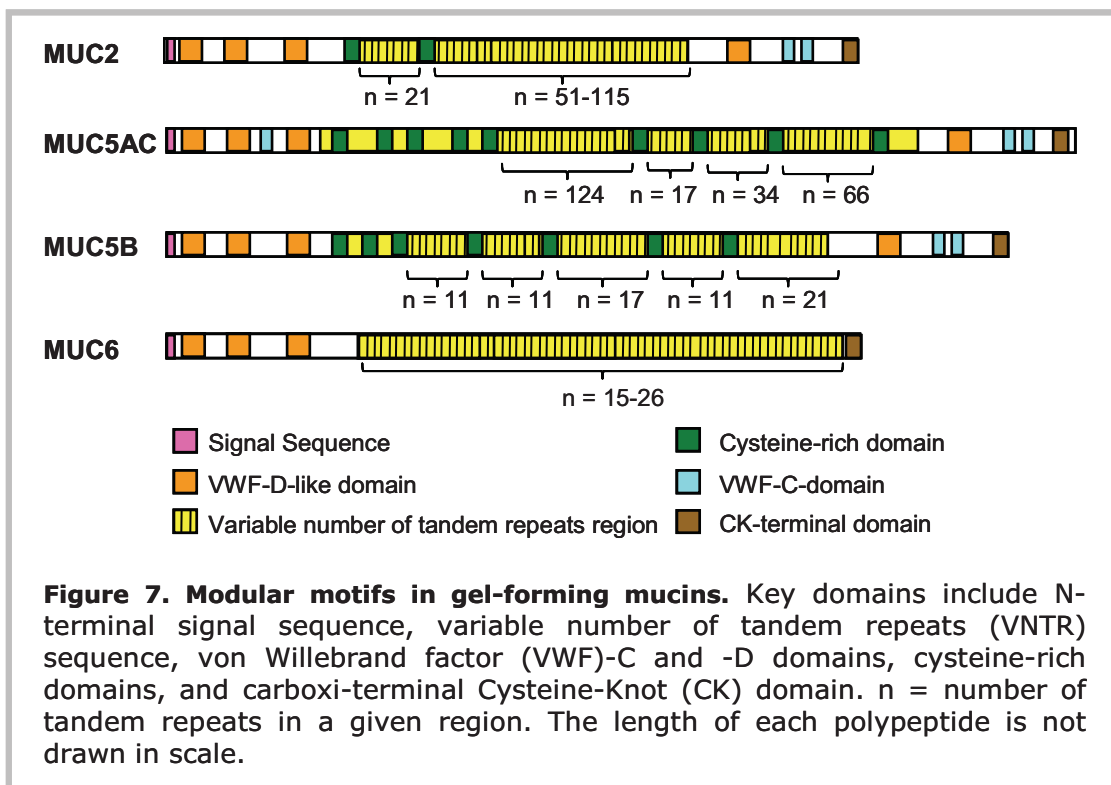 MUC2
n = 21
n = 51-115
MUC5AC
n = 124
n = 17
n = 34
n = 66
MUC5B
n = 11
n = 11
n = 17
n = 11
n = 21
MUC6
n = 15-26
Signal Sequence
Cysteine-rich domain
VWF-D-like domain
VWF-C-domain
Variable number of tandem repeats region
CK-terminal domain
Figure 7. Modular motifs in gel-forming mucins. Key domains include N-
terminal signal sequence, variable number of tandem repeats (VNTR)
sequence, von Willebrand factor (VWF)-C and -D domains, cysteine-rich
domains, and carboxi-terminal Cysteine-Knot (CK) domain. n = number of
tandem repeats in a given region. The length of each polypeptide is not
drawn in scale.